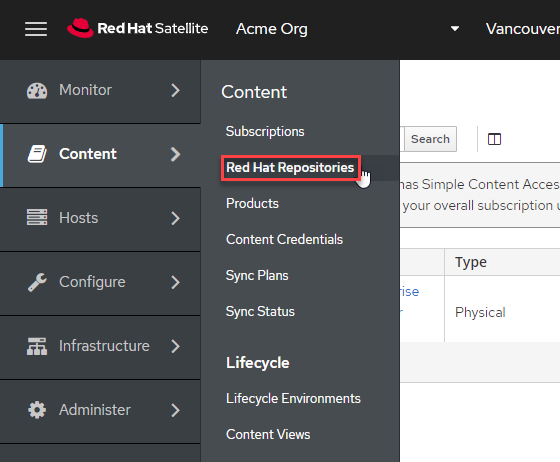 Red Hat Satellite
Acme Org
Vancouver
Monitor
Content
Hosts
Configure
Infrastructure
Administer
Content
Subscriptions
Red Hat Repositories
Products
Content Credentials
Sync Plans
Sync Status
Lifecycle
Lifecycle Environments
Content Views
Search
has Simple Content Acces
your overall subscription u
Type
rise
r
Physical